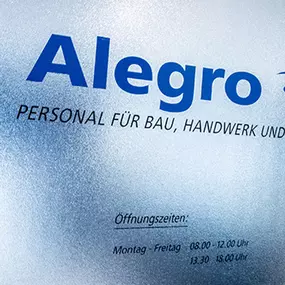 Alegro
PERSONAL FÜR BAU, HANDWERK UND
Öffnungszeiten:
Montag - Freitag 08.00 - 12.00 Uhr
13.30 - 18.00 Uhr